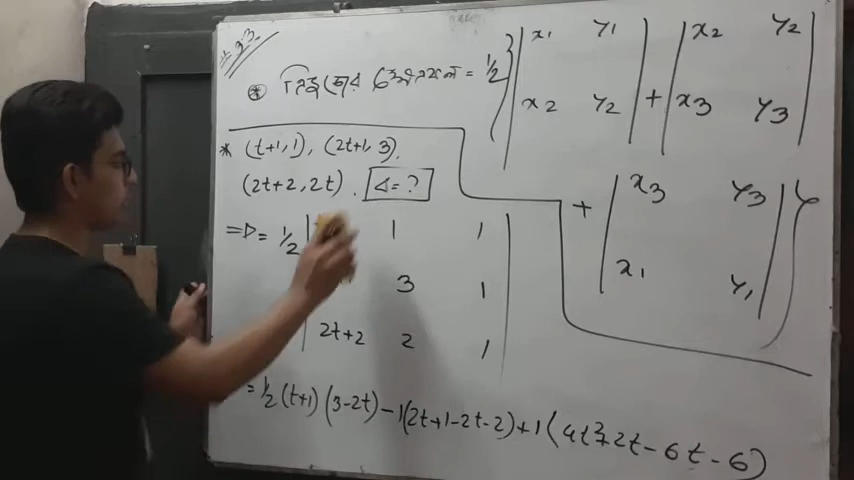 * ত্রিভুজের ক্ষেত্রফল = 1/2 { | x1 y1 | + | x2 y2 |
x2 y2 x3 y3
+ | x3 y3 | }
x1 y1
* (t+1,1), (2t+1, 3).
(2t+2, 2t). Δ= ?
=> Δ= 1/2 | 1 1 |
3 1
2t+2 2 1
= 1/2 (t+1) (3-2t) -1(2t+1-2t-2)+1(4t²+2t-6t-6)